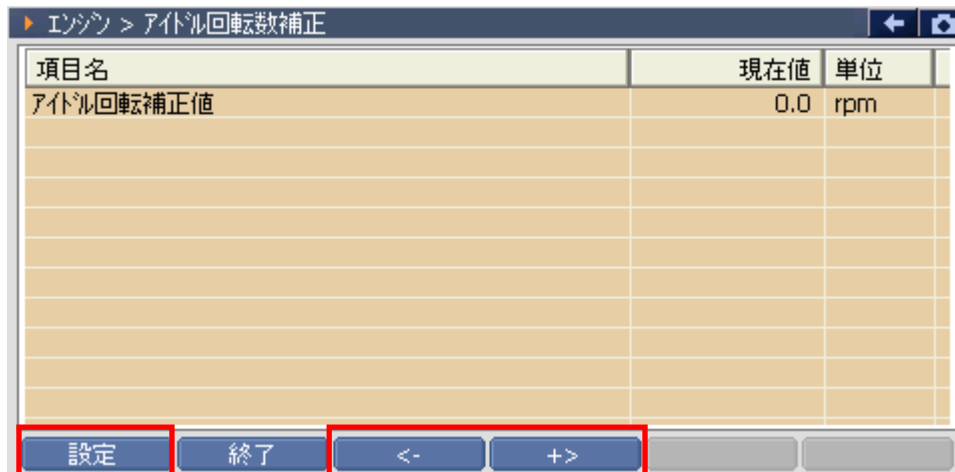 エンジン > アイドル回転数補正
項目名 現在値 単位
アイドル回転補正値 0.0 rpm
設定 終了 <- +>